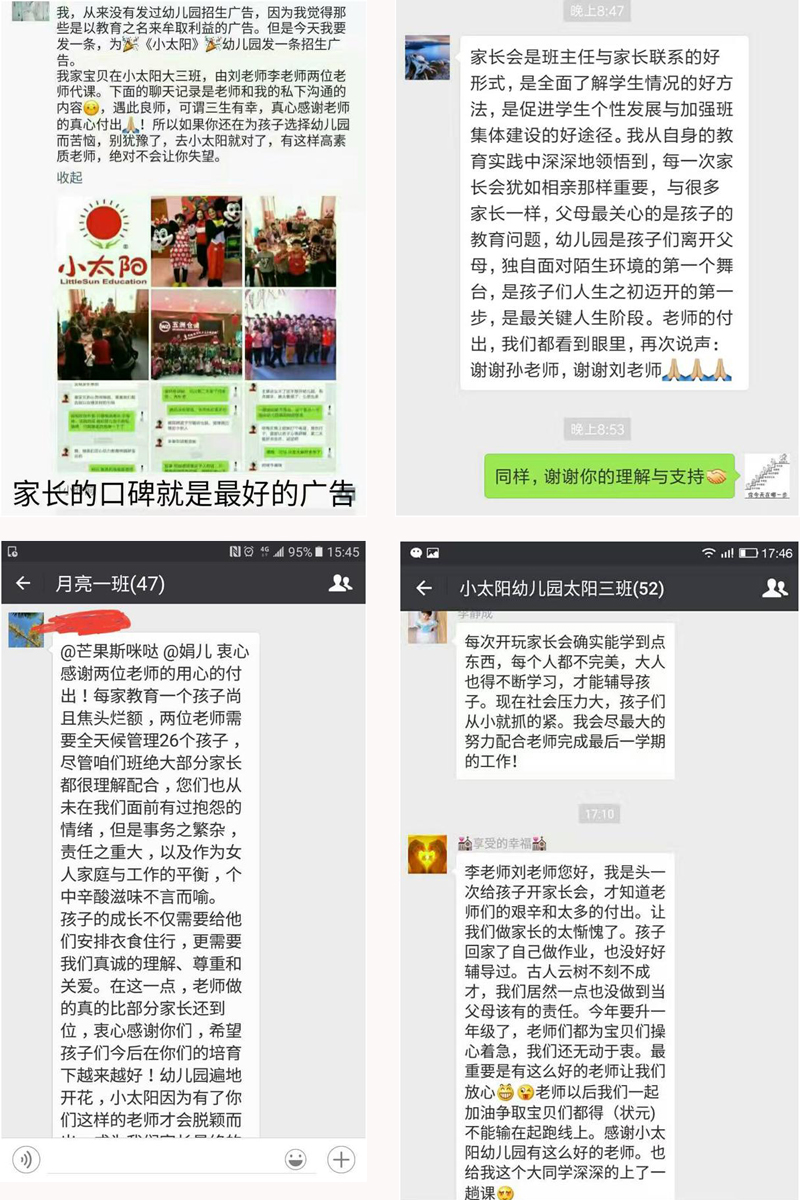 我，从来没有发过幼儿园招生广告，因为我觉得那
些是以教育之名来牟取利益的广告。但是今天我要
发一条，为🎉《小太阳》🎉幼儿园发一条招生广
告。
我家宝贝在小太阳大三班，由刘老师李老师两位老
师代课。下面的聊天记录是老师和我的私下沟通的
内容😊，遇此良师，可谓三生有幸，真心感谢老师
的真心付出🙏！所以如果你还在为孩子选择幼儿园
而苦恼，别犹豫了，去小太阳就对了，有这样高素
质老师，绝对不会让你失望。
收起
小太阳
LittleSun Education
家长的口碑就是最好的广告
晚上8:47
家长会是班主任与家长联系的好
形式，是全面了解学生情况的好方
法，是促进学生个性发展与加强班
集体建设的好途径。我从自身的教
育实践中深深地领悟到，每一次家
长会犹如相亲那样重要，与很多
家长一样，父母最关心的是孩子的
教育问题，幼儿园是孩子们离开父
母，独自面对陌生环境的第一个舞
台，是孩子们人生之初迈开的第一
步，是最关键人生阶段。老师的付
出，我们都看到眼里，再次说声：
谢谢孙老师，谢谢刘老师🙏🙏🙏
晚上8:53
同样，谢谢你的理解与支持🤝
4G 95% 15:45
月亮一班(47)
@芒果斯咪哒 @娟儿 衷心
感谢两位老师的用心的付
出！每家教育一个孩子尚
且焦头烂额，两位老师需
要全天候管理26个孩子，
尽管咱们班绝大部分家长
都很理解配合，您们也从
未在我们面前有过抱怨的
情绪，但是事务之繁杂，
责任之重大，以及作为女
人家庭与工作的平衡，个
中辛酸滋味不言而喻。
孩子的成长不仅需要给他
们安排衣食住行，更需要
我们真诚的理解、尊重和
关爱。在这一点，老师做
的真的比部分家长还到
位，衷心感谢你们，希望
孩子们今后在你们的培育
下越来越好！幼儿园遍地
开花，小太阳因为有了你
们这样的老师才会脱颖而
17:46
小太阳幼儿园太阳三班(52)
李静成
每次开玩家长会确实能学到点
东西，每个人都不完美，大人
也得不断学习，才能辅导孩
子。现在社会压力大，孩子们
从小就抓的紧。我会尽最大的
努力配合老师完成最后一学期
的工作！
17:10
💒享受的幸福💒
李老师刘老师您好，我是头一
次给孩子开家长会，才知道老
师们的艰辛和太多的付出。让
我们做家长的太惭愧了。孩子
回家了自己做作业，也没好好
辅导过。古人云树不刻不成
才，我们居然一点也没做到当
父母该有的责任。今年要升一
年级了，老师们都为宝贝们操
心着急，我们还无动于衷。最
重要是有这么好的老师让我们
放心😁😜老师以后我们一起
加油争取宝贝们都得（状元）
不能输在起跑线上。感谢小太
阳幼儿园有这么好的老师。也
给我这个大同学深深的上了一
趟课😍